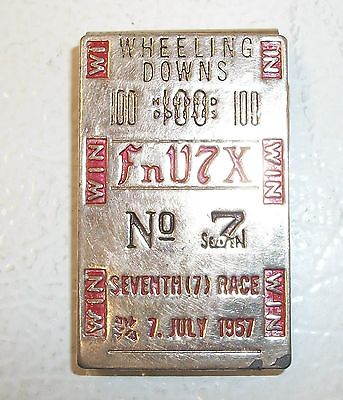 WIN WHEELING WIN
DOWNS
100 $100 100
WIN FnU7X WIN
No 7
SEVEN
WIN SEVENTH (7) RACE WIN
7. JULY 1957